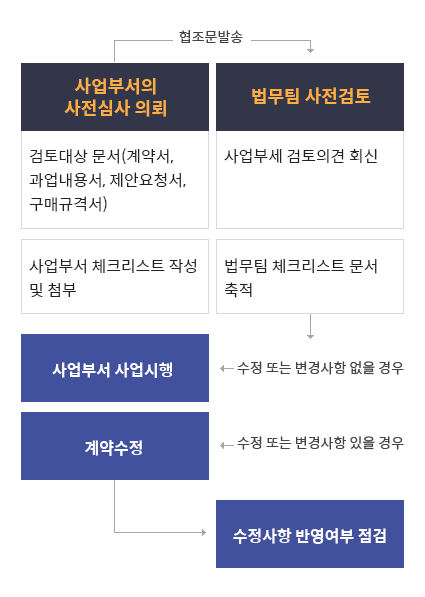 협조문발송
사업부서의
사전심사 의뢰
법무팀 사전검토
검토대상 문서(계약서,
과업내용서, 제안요청서,
구매규격서)
사업부세 검토의견 회신
사업부서 체크리스트 작성
및 첨부
법무팀 체크리스트 문서
축적
사업부서 사업시행
수정 또는 변경사항 없을 경우
계약수정
수정 또는 변경사항 있을 경우
수정사항 반영여부 점검